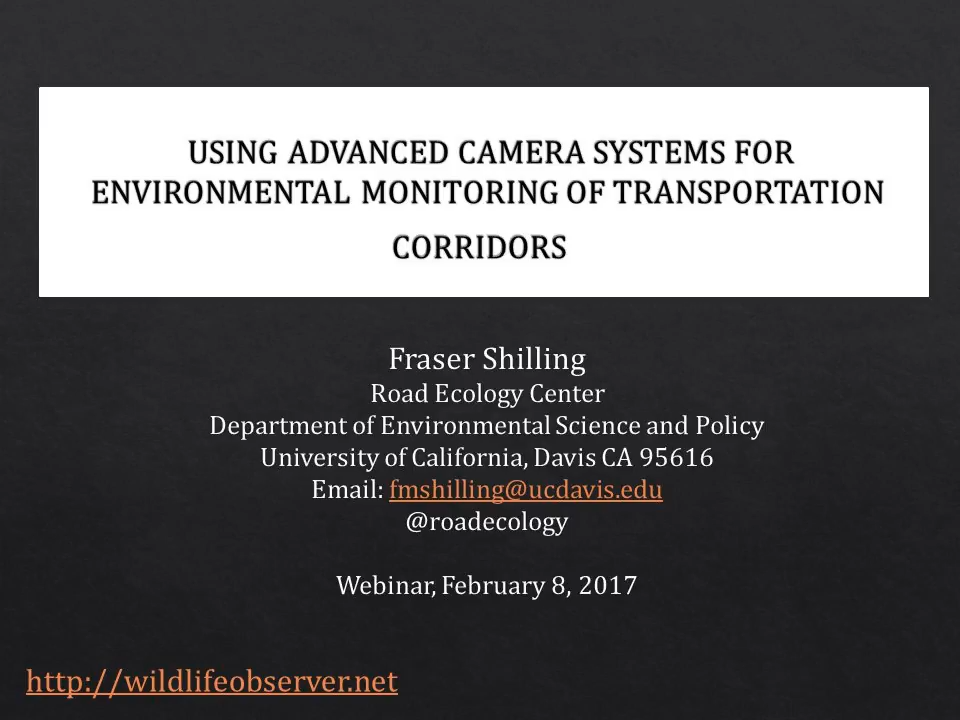 USING ADVANCED CAMERA SYSTEMS FOR
ENVIRONMENTAL MONITORING OF TRANSPORTATION
CORRIDORS
Fraser Shilling
Road Ecology Center
Department of Environmental Science and Policy
University of California, Davis CA 95616
Email: fmshilling@ucdavis.edu
@roadecology
Webinar, February 8, 2017
http://wildlifeobserver.net